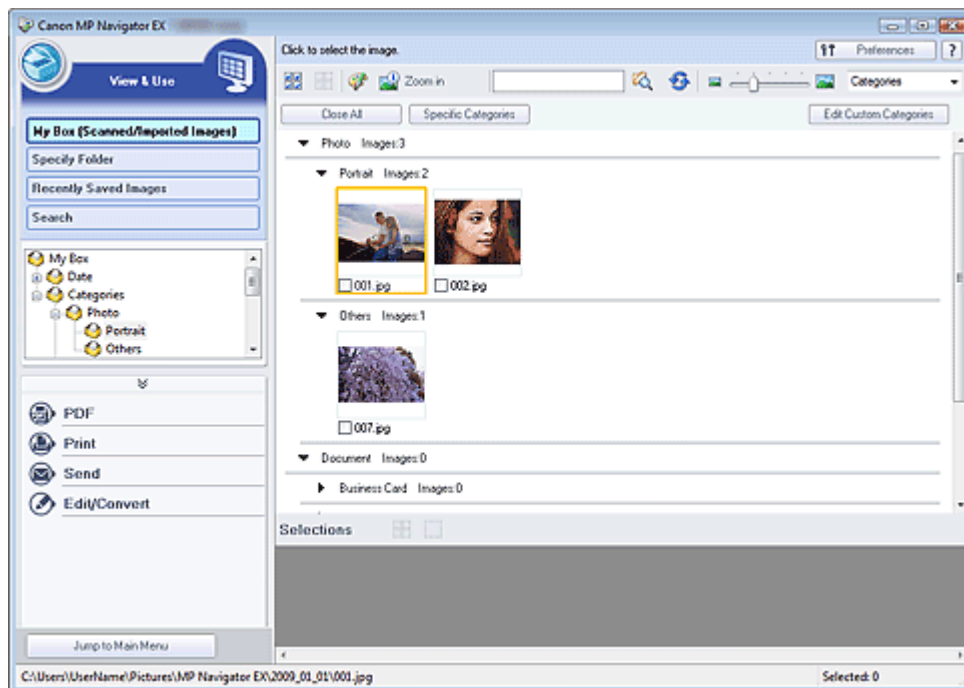 Canon MP Navigator EX
Click to select the image.
Preferences
?
View & Use
Zoom in
Categories
Close All
Specific Categories
Edit Custom Categories
My Box (Scanned/Imported Images)
Specify Folder
Recently Saved Images
Search
My Box
Date
Categories
Photo
Portrait
Others
PDF
Print
Send
Edit/Convert
Jump to Main Menu
Photo Images:3
Portrait Images:2
001.jpg
002.jpg
Others Images:1
007.jpg
Document Images:0
Business Card Images:0
Selections
C:\Users\UserName\Pictures\MP Navigator EX\2009_01_01\001.jpg
Selected: 0